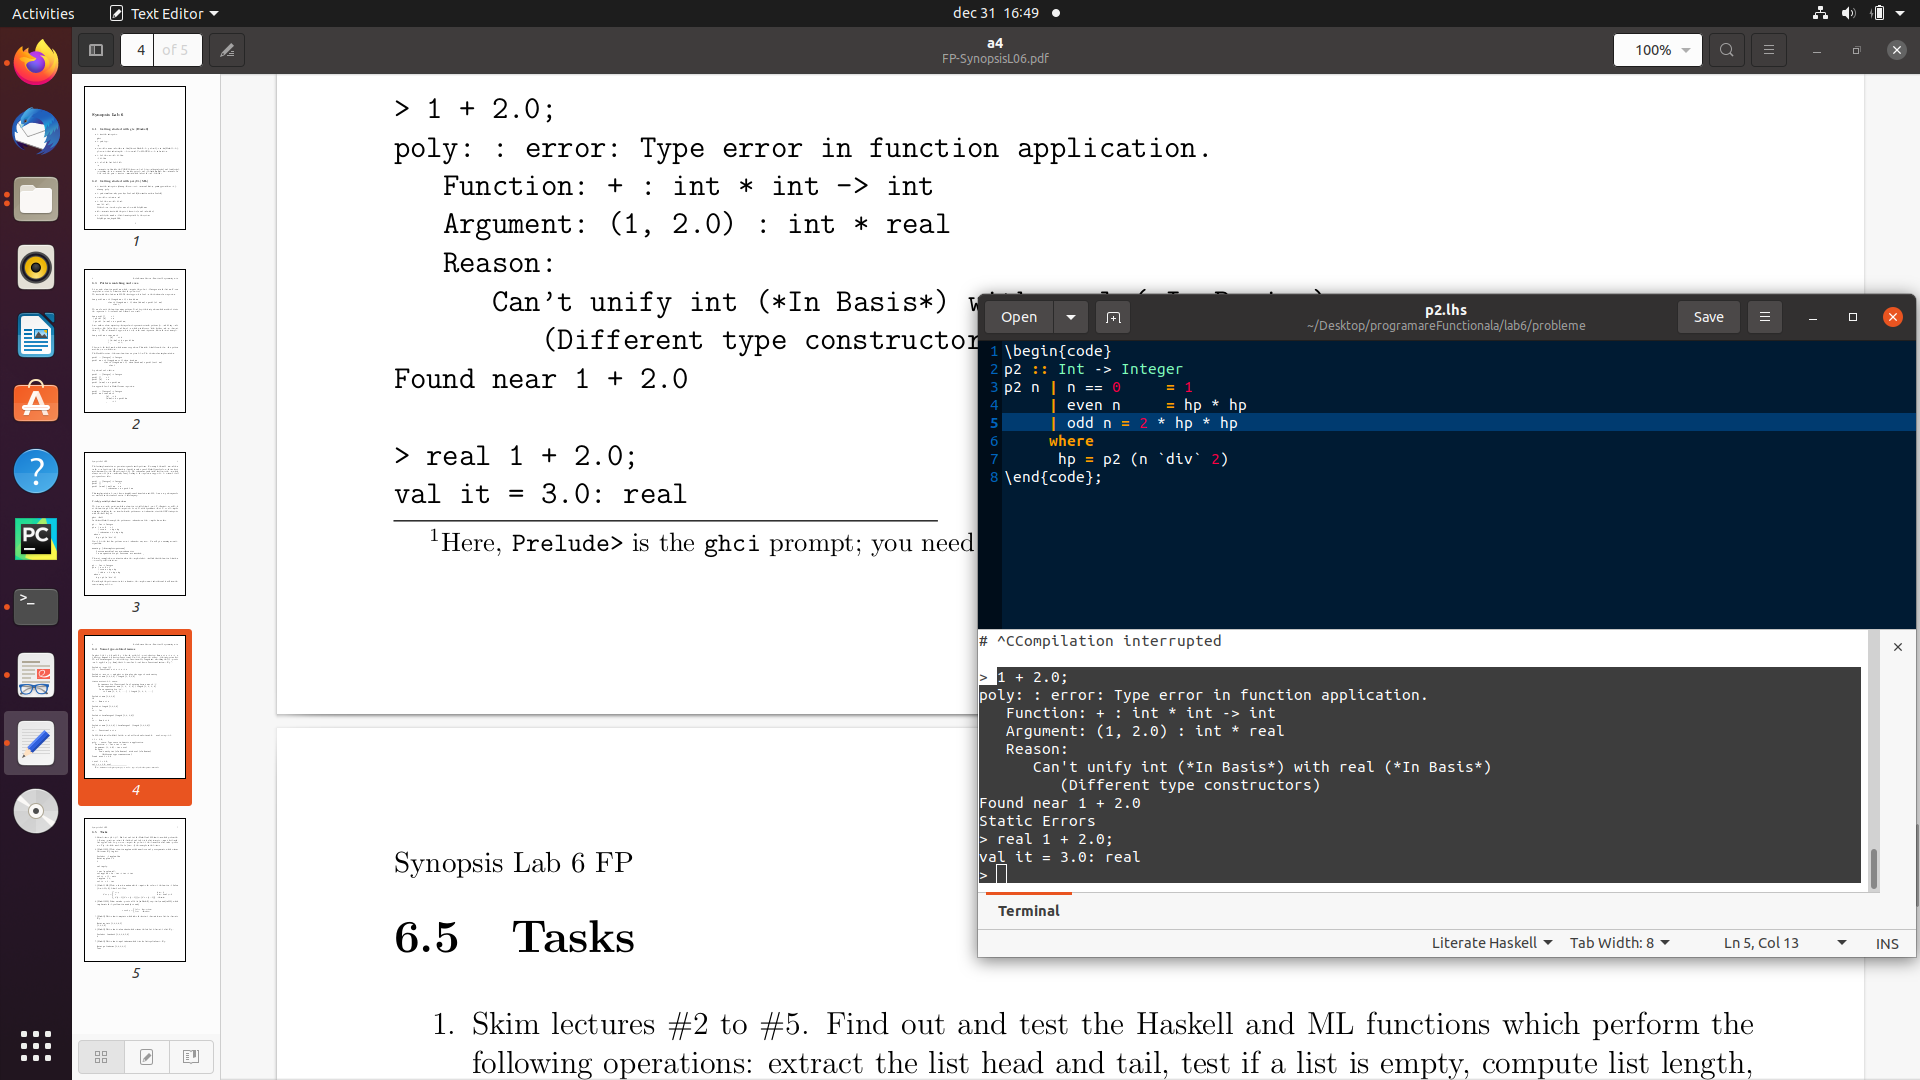 Activities
Text Editor
dec 31 16:49
4
of 5
a4
FP-SynopsisL06.pdf
100%
Synopsis Lab 6
1
2
3
4
5
> 1 + 2.0;
poly: : error: Type error in function application.
Function: + : int * int -> int
Argument: (1, 2.0) : int * real
Reason:
Can't unify int (*In Basis*)
(Different type constructor
Found near 1 + 2.0
> real 1 + 2.0;
val it = 3.0: real
1Here, Prelude> is the ghci prompt; you need
Synopsis Lab 6 FP
6.5 Tasks
1. Skim lectures #2 to #5. Find out and test the Haskell and ML functions which perform the
following operations: extract the list head and tail, test if a list is empty, compute list length,
Open
p2.lhs
~/Desktop/programareFunctionala/lab6/probleme
Save
1 \begin{code}
2 p2 :: Int -> Integer
3 p2 n | n == 0 = 1
4 | even n = hp * hp
5 | odd n = 2 * hp * hp
6 where
7 hp = p2 (n `div` 2)
8 \end{code};
# ^CCompilation interrupted
> 1 + 2.0;
poly: : error: Type error in function application.
Function: + : int * int -> int
Argument: (1, 2.0) : int * real
Reason:
Can't unify int (*In Basis*) with real (*In Basis*)
(Different type constructors)
Found near 1 + 2.0
Static Errors
> real 1 + 2.0;
val it = 3.0: real
>
Terminal
Literate Haskell
Tab Width: 8
Ln 5, Col 13
INS